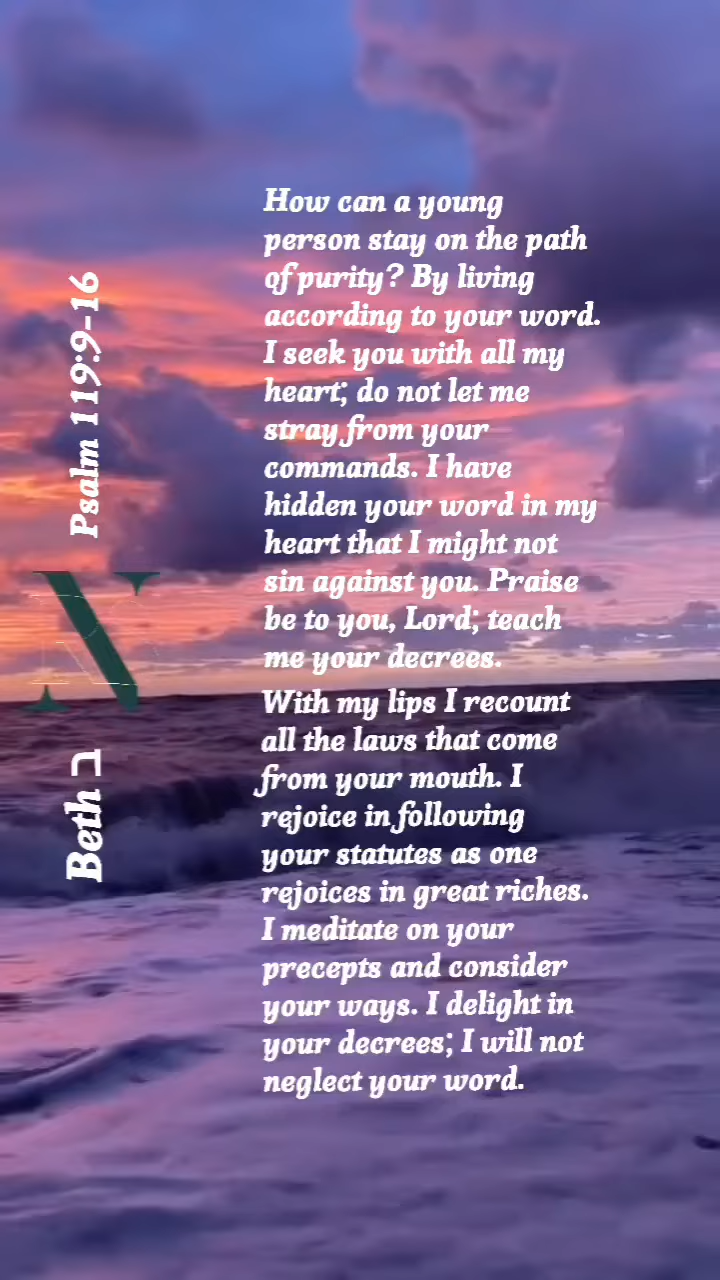 How can a young
person stay on the path
of purity? By living
according to your word.
I seek you with all my
heart; do not let me
stray from your
commands. I have
hidden your word in my
heart that I might not
sin against you. Praise
be to you, Lord; teach
me your decrees.
With my lips I recount
all the laws that come
from your mouth. I
rejoice in following
your statutes as one
rejoices in great riches.
I meditate on your
precepts and consider
your ways. I delight in
your decrees; I will not
neglect your word.
Psalm 119:9-16
Beth ב